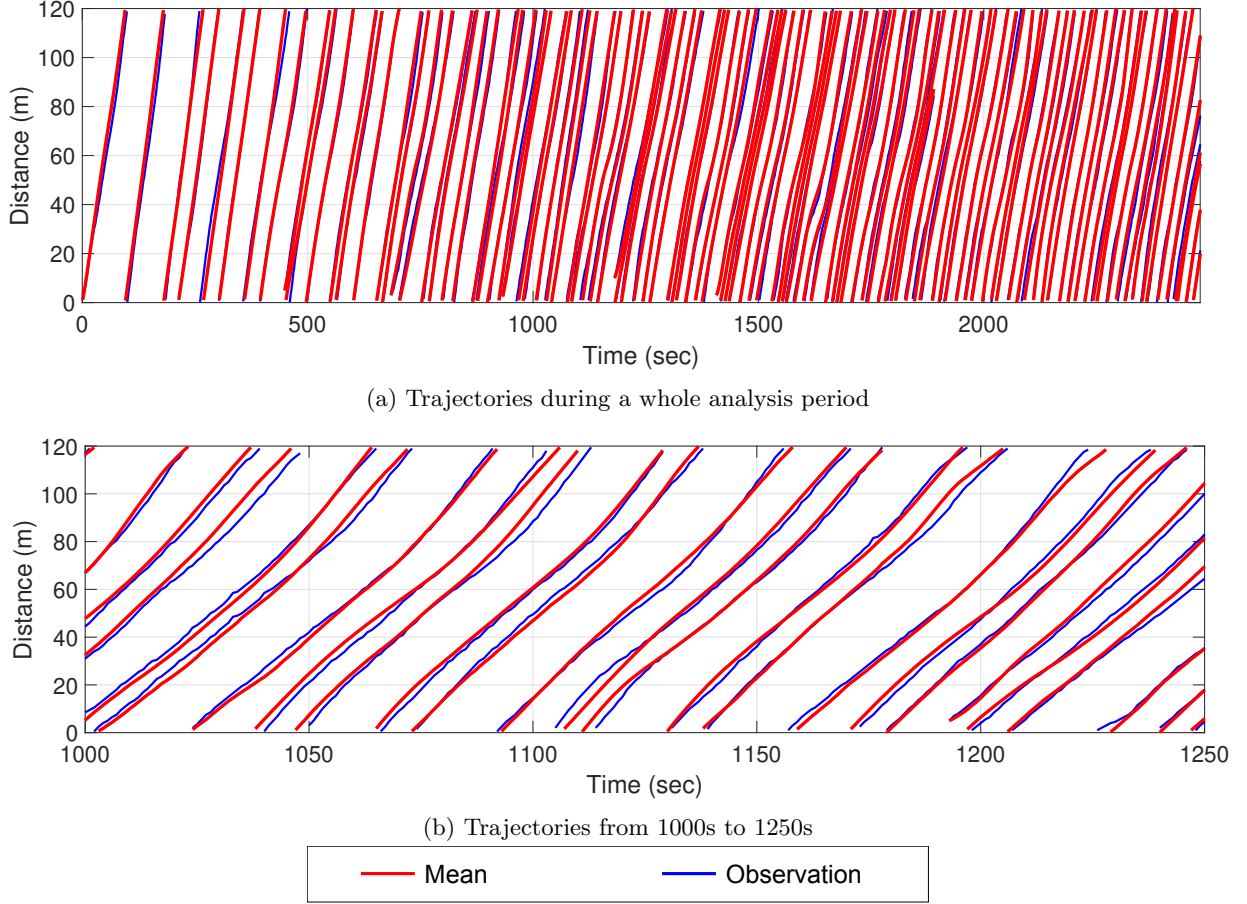 120
100
80
60
40
20
0
Distance (m)
0 500 1000 1500 2000
Time (sec)
(a) Trajectories during a whole analysis period
120
100
80
60
40
20
0
Distance (m)
1000 1050 1100 1150 1200 1250
Time (sec)
(b) Trajectories from 1000s to 1250s
Mean Observation